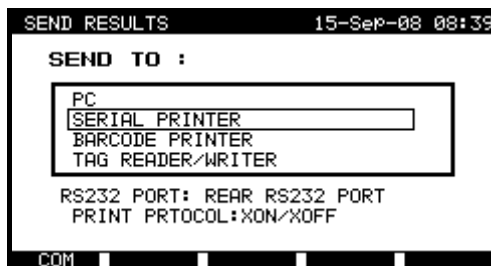 SEND RESULTS 15-Sep-08 08:39
SEND TO :
PC
SERIAL PRINTER
BARCODE PRINTER
TAG READER/WRITER
RS232 PORT: REAR RS232 PORT
PRINT PRTOCOL:XON/XOFF
COM